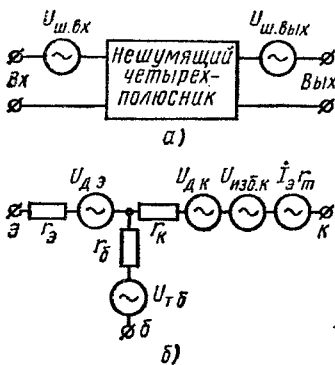 Uш.вх
Uш.вых
Нешумящий
четырех-
полюсник
Вх
Вых
а)
Uд э
Uд к
Uизб.к
İэ rm
Э
rэ
rк
К
rб
Uт б
б
б)